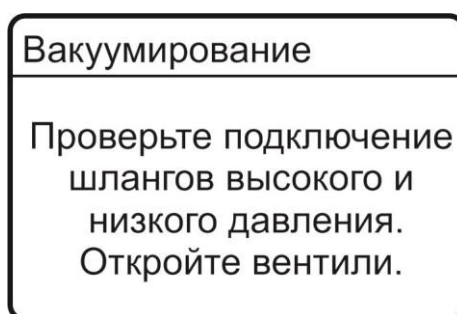 Вакуумирование
Проверьте подключение
шлангов высокого и
низкого давления.
Откройте вентили.